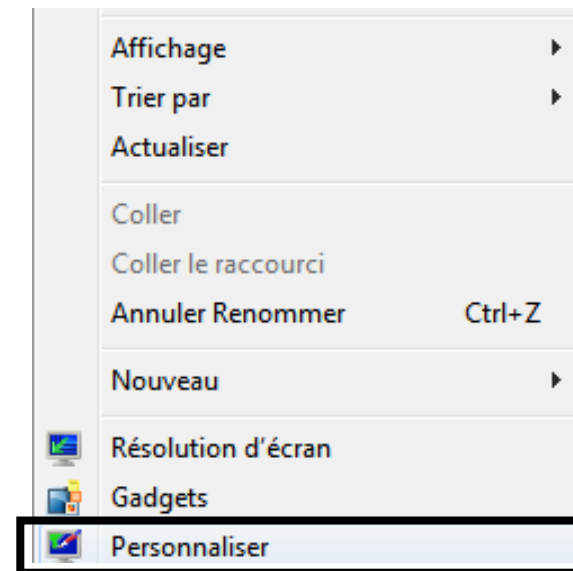 Affichage
Trier par
Actualiser
Coller
Coller le raccourci
Annuler Renommer Ctrl+Z
Nouveau
Résolution d'écran
Gadgets
Personnaliser